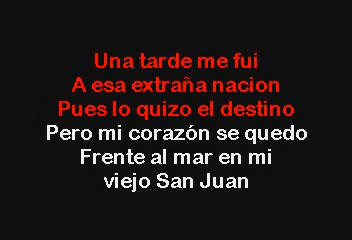 Una tarde me fui
A esa extraña nacion
Pues lo quizo el destino
Pero mi corazón se quedo
Frente al mar en mi
viejo San Juan